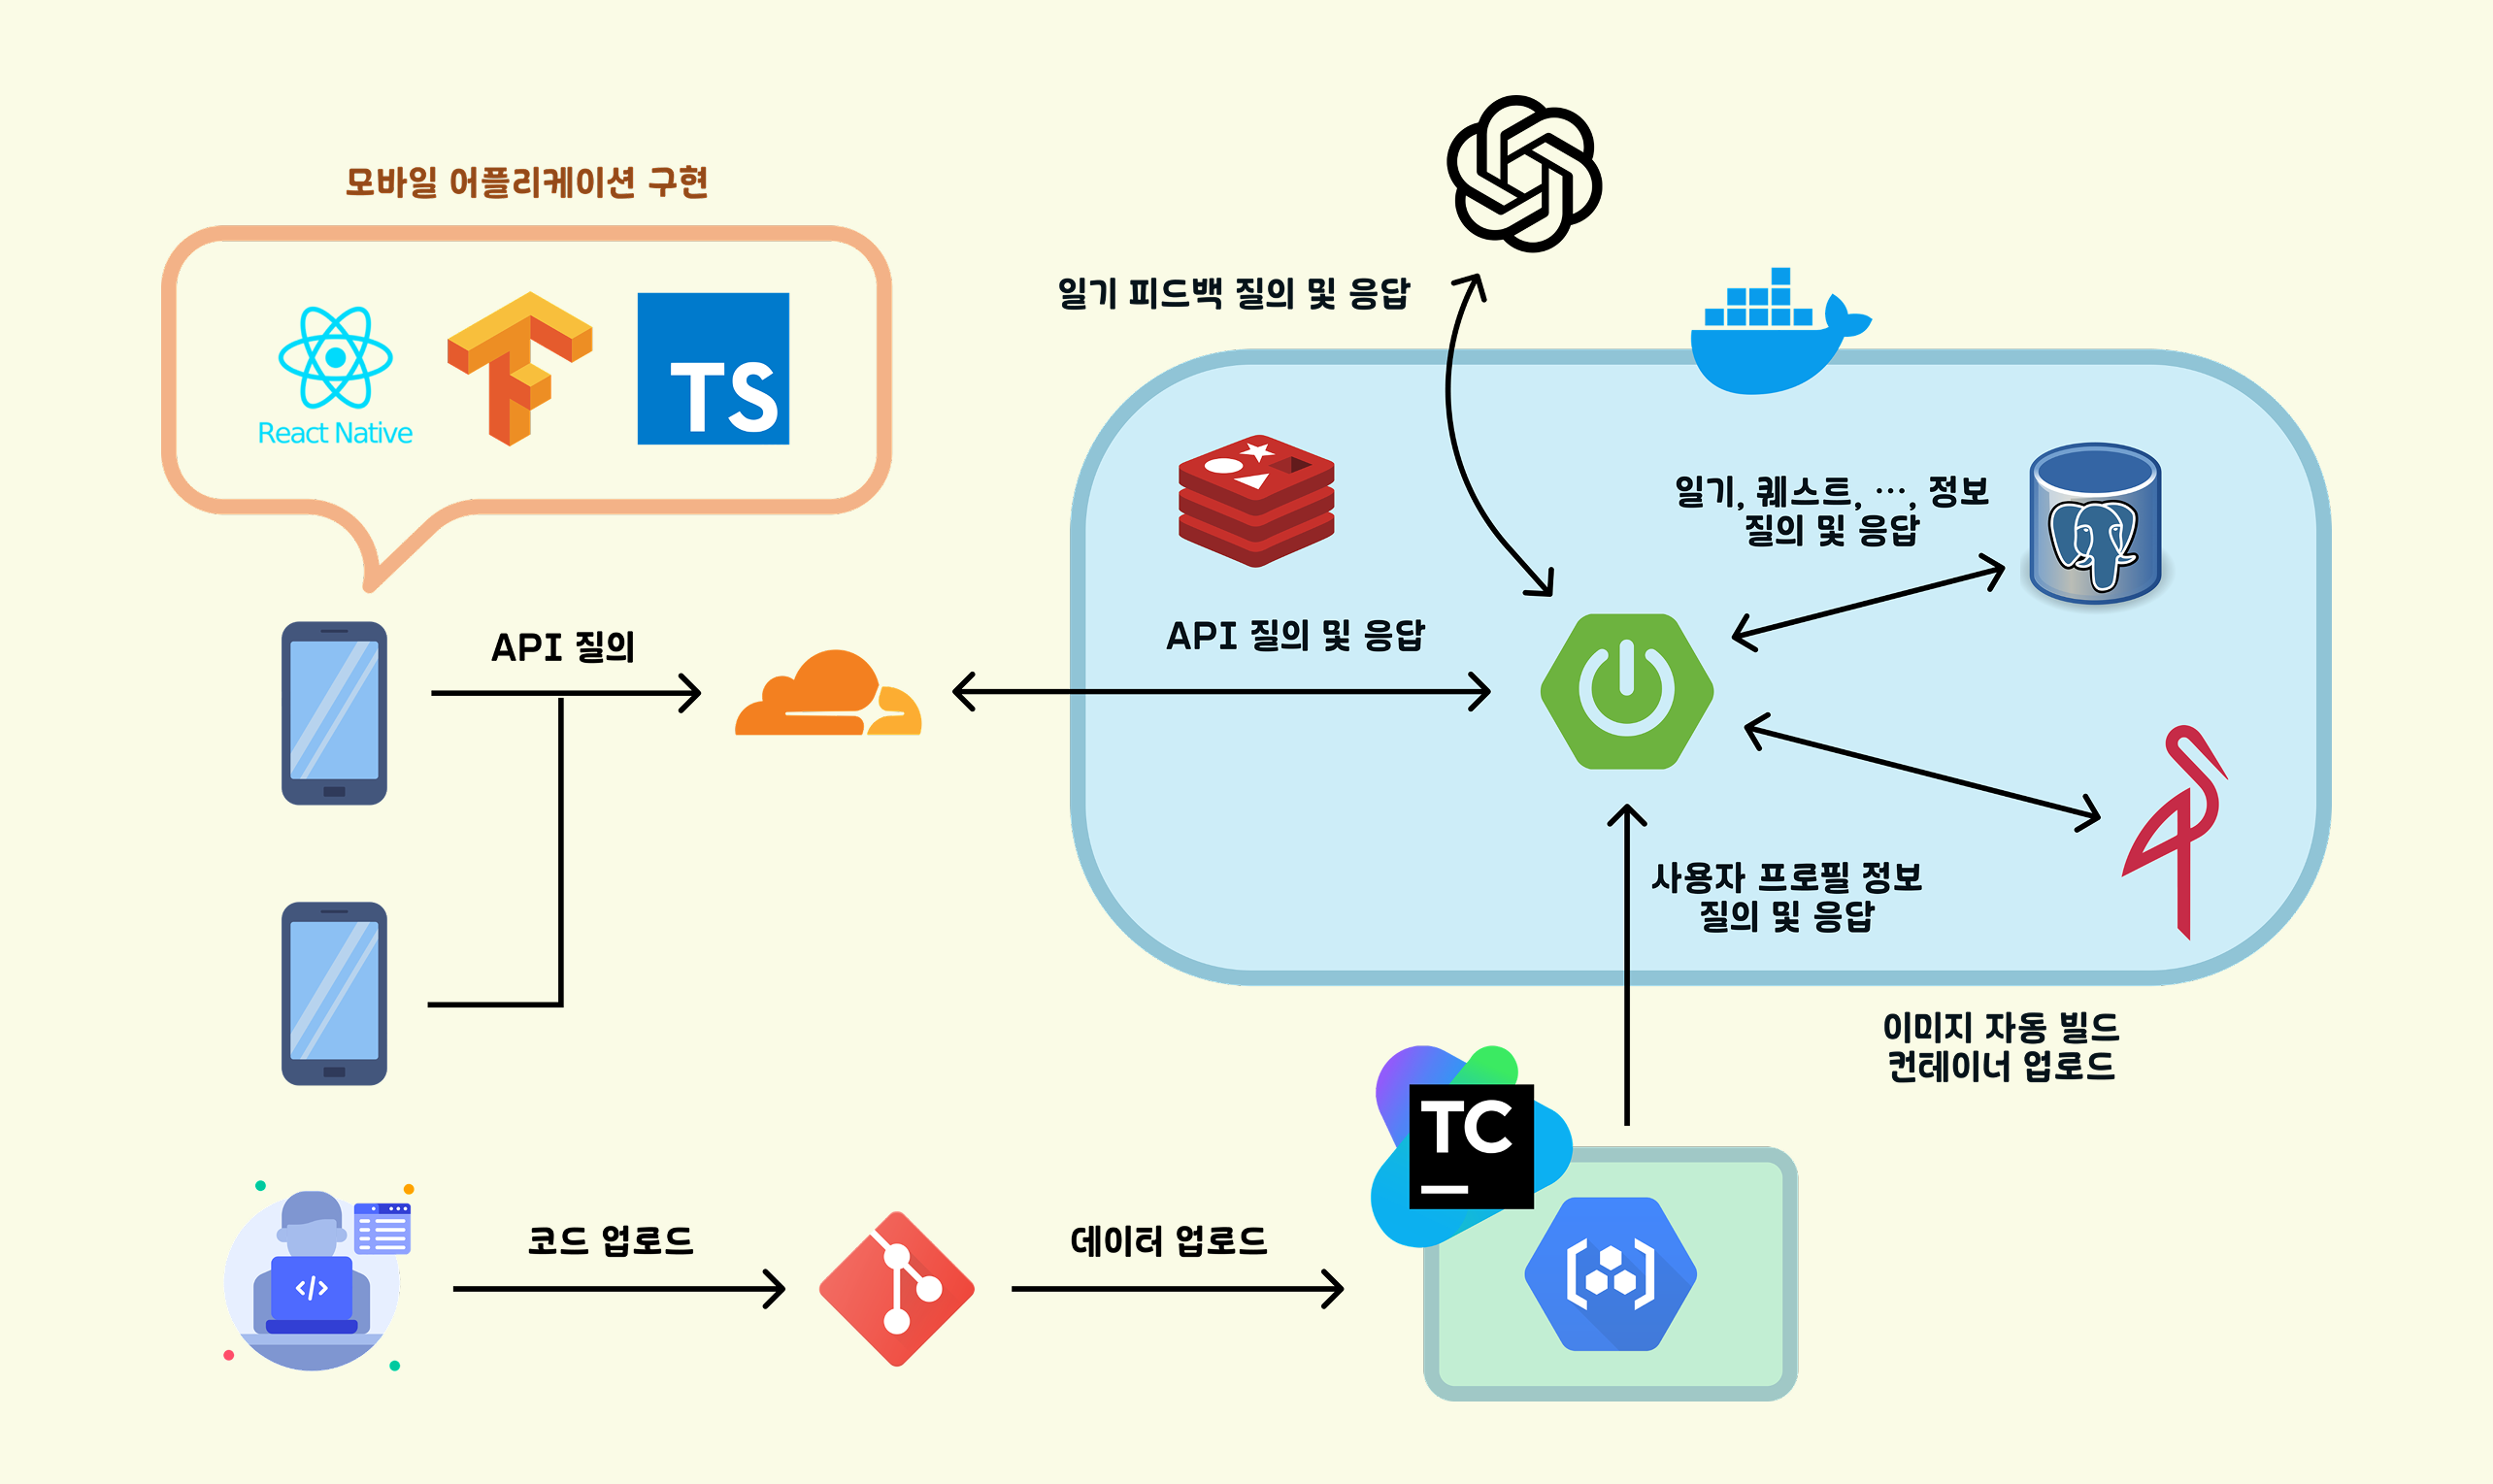 모바일 어플리케이션 구현
React Native
TS
일기 피드백 질의 및 응답
일기, 퀘스트, ···, 정보
질의 및 응답
API 질의
API 질의 및 응답
사용자 프로필 정보
질의 및 응답
이미지 자동 빌드
컨테이너 업로드
TC
코드 업로드
데이터 업로드